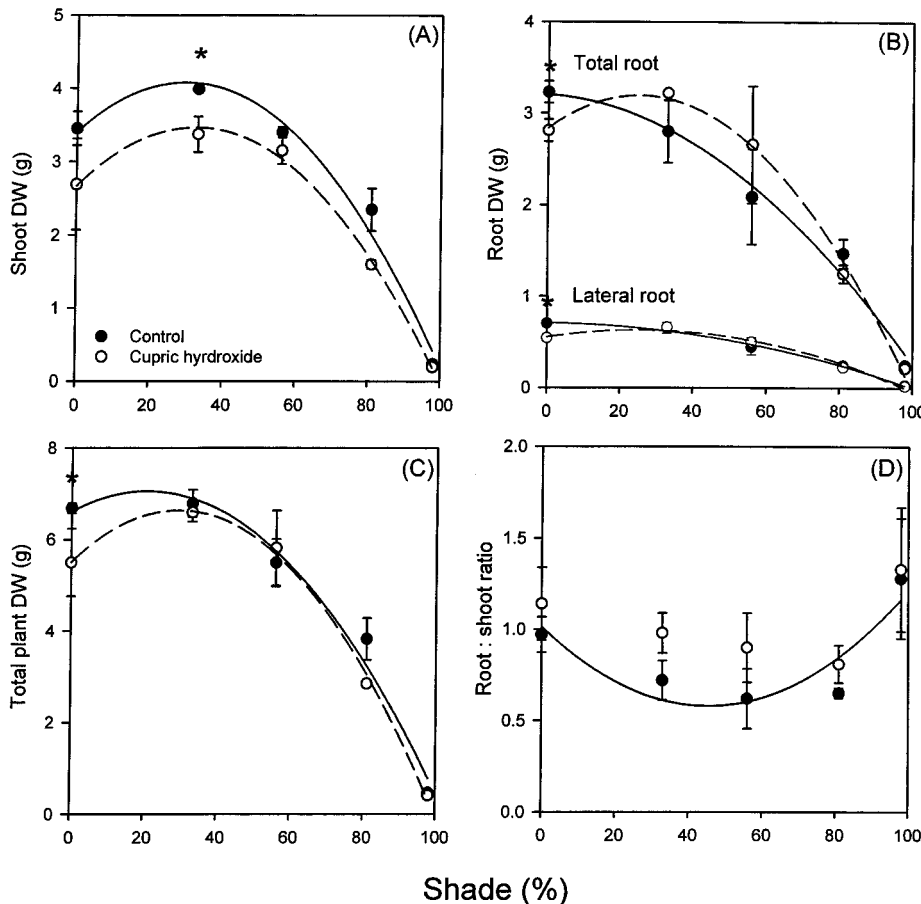 (A)
5
4
3
2
1
0
Shoot DW (g)
*
Control
Cupric hyrdroxide
0 20 40 60 80 100
(B)
4
3
2
1
0
Root DW (g)
* Total root
* Lateral root
0 20 40 60 80 100
(C)
8
6
4
2
0
Total plant DW (g)
*
0 20 40 60 80 100
(D)
2.0
1.5
1.0
0.5
0.0
Root : shoot ratio
0 20 40 60 80 100
Shade (%)